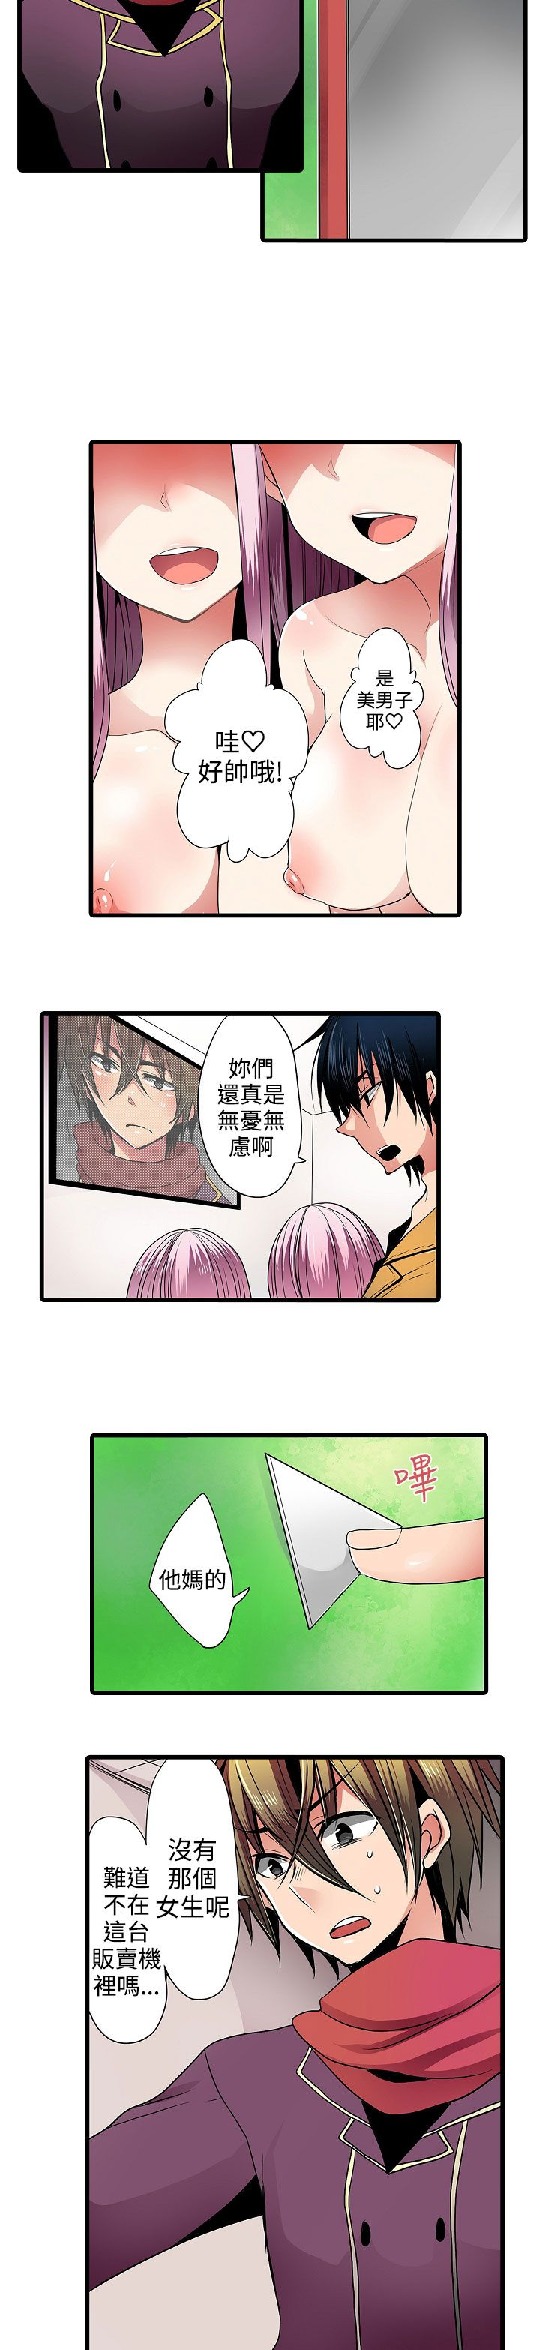 是
美男子
耶♡
哇♡
好帥哦!
妳們
還真是
無憂無
慮啊
嗶
他媽的
沒有
那個
女生呢
難道
不在
這台
販賣機
裡嗎...